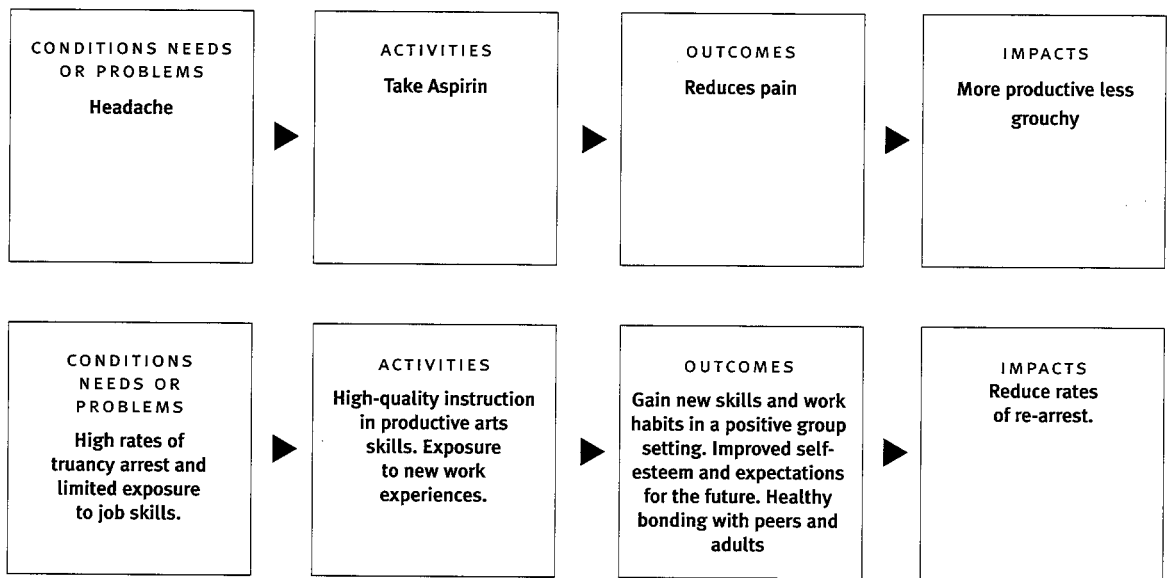 CONDITIONS NEEDS
OR PROBLEMS
Headache
ACTIVITIES
Take Aspirin
OUTCOMES
Reduces pain
IMPACTS
More productive less
grouchy
CONDITIONS
NEEDS OR
PROBLEMS
High rates of
truancy arrest and
limited exposure
to job skills.
ACTIVITIES
High-quality instruction
in productive arts
skills. Exposure
to new work
experiences.
OUTCOMES
Gain new skills and work
habits in a positive group
setting. Improved self-
esteem and expectations
for the future. Healthy
bonding with peers and
adults
IMPACTS
Reduce rates
of re-arrest.